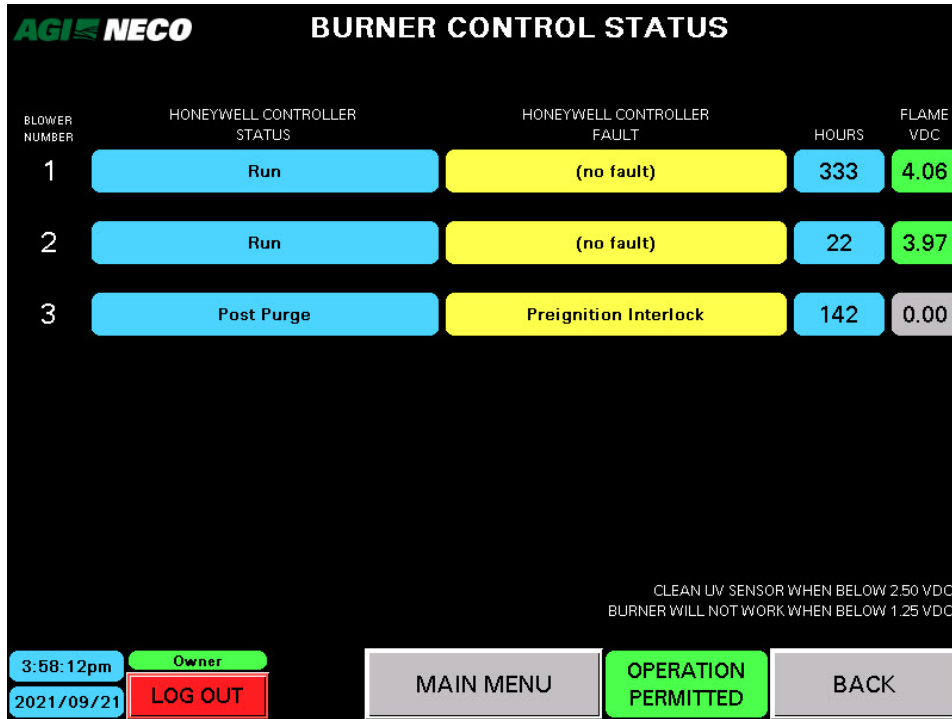 AGI NECO
BURNER CONTROL STATUS
BLOWER
NUMBER
HONEYWELL CONTROLLER
STATUS
HONEYWELL CONTROLLER
FAULT
HOURS
FLAME
VDC
1 Run (no fault) 333 4.06
2 Run (no fault) 22 3.97
3 Post Purge Preignition Interlock 142 0.00
CLEAN UV SENSOR WHEN BELOW 2.50 VDC
BURNER WILL NOT WORK WHEN BELOW 1.25 VDC
3:58:12pm
2021/09/21
Owner
LOG OUT
MAIN MENU
OPERATION
PERMITTED
BACK